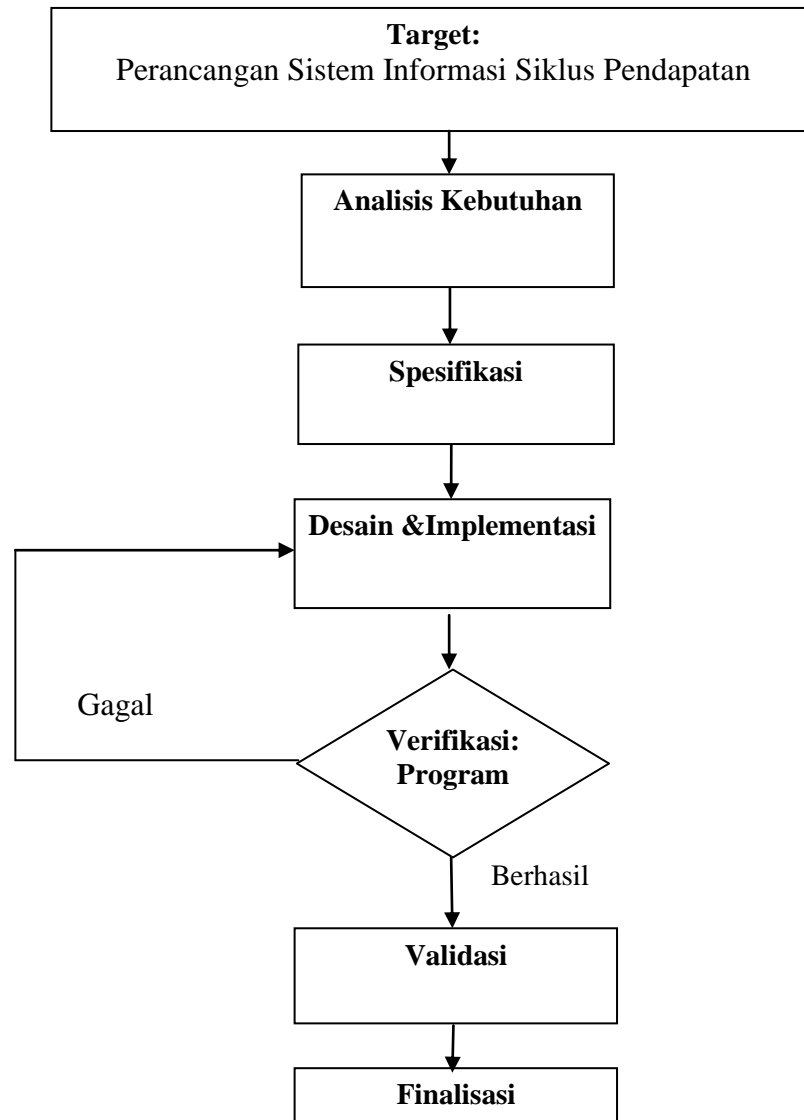 Target:
Perancangan Sistem Informasi Siklus Pendapatan
Analisis Kebutuhan
Spesifikasi
Desain &Implementasi
Gagal
Verifikasi:
Program
Berhasil
Validasi
Finalisasi